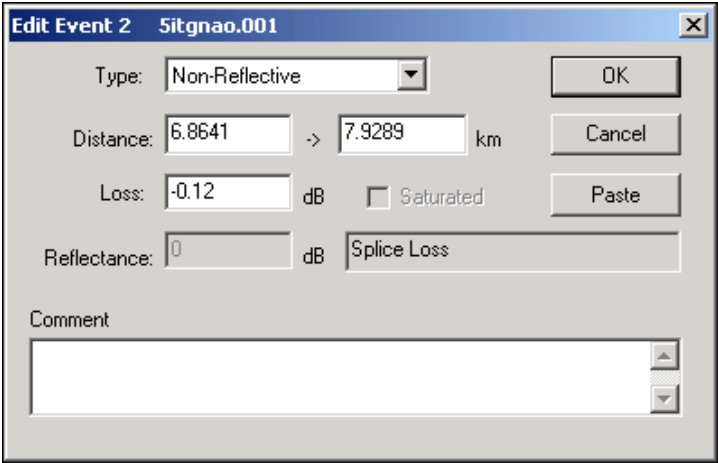 Edit Event 2 5itgnao.001
Type: Non-Reflective OK
Distance: 6.8641 -> 7.9289 km Cancel
Loss: -0.12 dB Saturated Paste
Reflectance: 0 dB Splice Loss
Comment